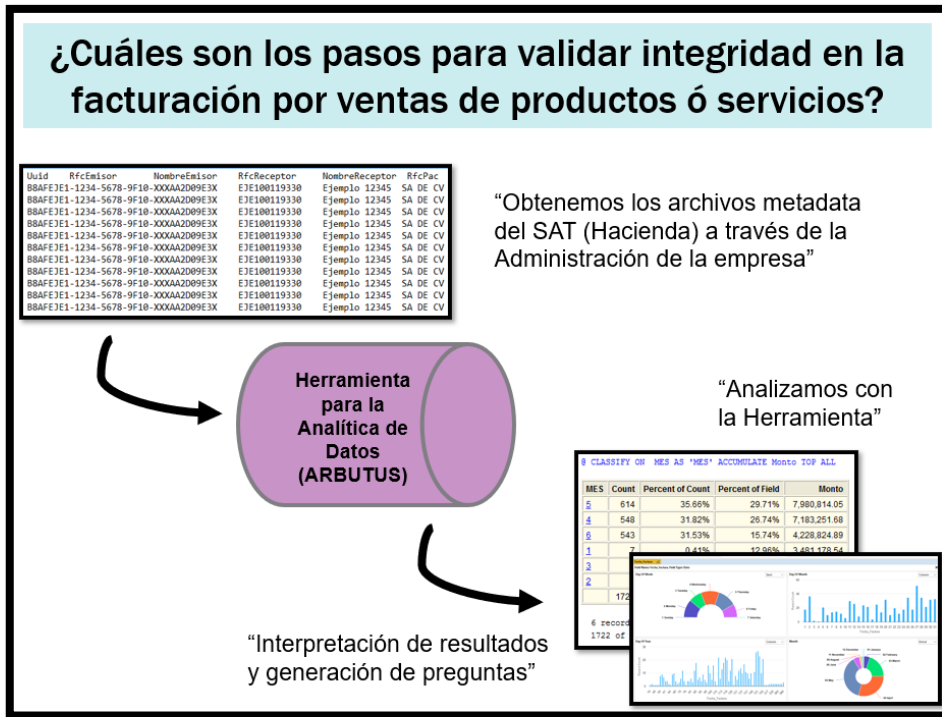 ¿Cuáles son los pasos para validar integridad en la
facturación por ventas de productos ó servicios?
Uuid RfcEmisor NombreEmisor RfcReceptor NombreReceptor RfcPac
B8AFEJE1-1234-5678-9F10-XXXAA2D09E3X EJE100119330 Ejemplo 12345 SA DE CV
B8AFEJE1-1234-5678-9F10-XXXAA2D09E3X EJE100119330 Ejemplo 12345 SA DE CV
B8AFEJE1-1234-5678-9F10-XXXAA2D09E3X EJE100119330 Ejemplo 12345 SA DE CV
B8AFEJE1-1234-5678-9F10-XXXAA2D09E3X EJE100119330 Ejemplo 12345 SA DE CV
B8AFEJE1-1234-5678-9F10-XXXAA2D09E3X EJE100119330 Ejemplo 12345 SA DE CV
B8AFEJE1-1234-5678-9F10-XXXAA2D09E3X EJE100119330 Ejemplo 12345 SA DE CV
B8AFEJE1-1234-5678-9F10-XXXAA2D09E3X EJE100119330 Ejemplo 12345 SA DE CV
B8AFEJE1-1234-5678-9F10-XXXAA2D09E3X EJE100119330 Ejemplo 12345 SA DE CV
B8AFEJE1-1234-5678-9F10-XXXAA2D09E3X EJE100119330 Ejemplo 12345 SA DE CV
B8AFEJE1-1234-5678-9F10-XXXAA2D09E3X EJE100119330 Ejemplo 12345 SA DE CV
B8AFEJE1-1234-5678-9F10-XXXAA2D09E3X EJE100119330 Ejemplo 12345 SA DE CV
“Obtenemos los archivos metadata
del SAT (Hacienda) a través de la
Administración de la empresa”
Herramienta
para la
Analítica de
Datos
(ARBUTUS)
“Analizamos con
la Herramienta”
@ CLASSIFY ON MES AS 'MES' ACCUMULATE Monto TOP ALL
MES Count Percent of Count Percent of Field Monto
5 614 35.66% 29.71% 7,980,814.05
4 548 31.82% 26.74% 7,183,251.68
6 543 31.53% 15.74% 4,228,824.89
1 7 0.41% 12.96% 3,481,178.54
3
2
172
6 record
1722 of
“Interpretación de resultados
y generación de preguntas”